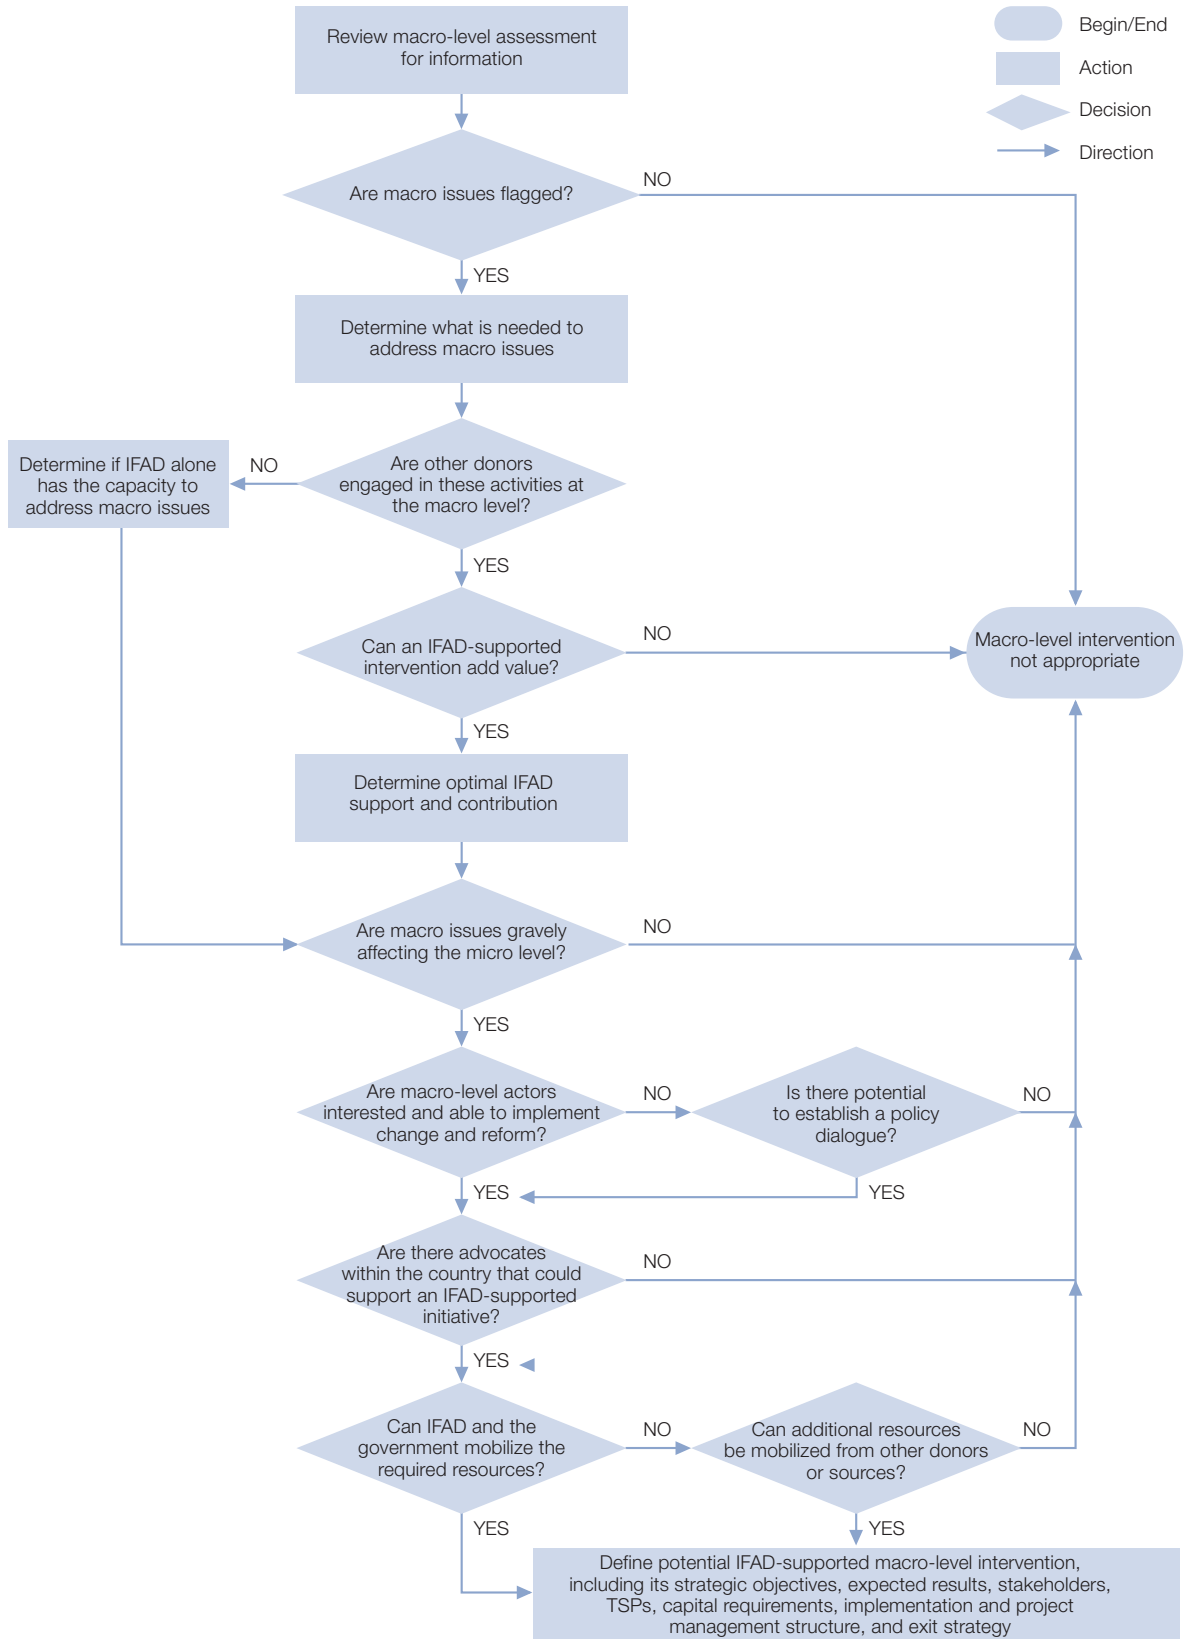 Review macro-level assessment
for information
Begin/End
Action
Decision
Direction
Are macro issues flagged?
NO
YES
Determine what is needed to
address macro issues
Determine if IFAD alone
has the capacity to
address macro issues
NO
Are other donors
engaged in these activities at
the macro level?
YES
Can an IFAD-supported
intervention add value?
NO
Macro-level intervention
not appropriate
YES
Determine optimal IFAD
support and contribution
Are macro issues gravely
affecting the micro level?
NO
YES
Are macro-level actors
interested and able to implement
change and reform?
NO
Is there potential
to establish a policy
dialogue?
NO
YES
YES
Are there advocates
within the country that could
support an IFAD-supported
initiative?
NO
YES
Can IFAD and the
government mobilize the
required resources?
NO
Can additional resources
be mobilized from other donors
or sources?
NO
YES
YES
Define potential IFAD-supported macro-level intervention,
including its strategic objectives, expected results, stakeholders,
TSPs, capital requirements, implementation and project
management structure, and exit strategy